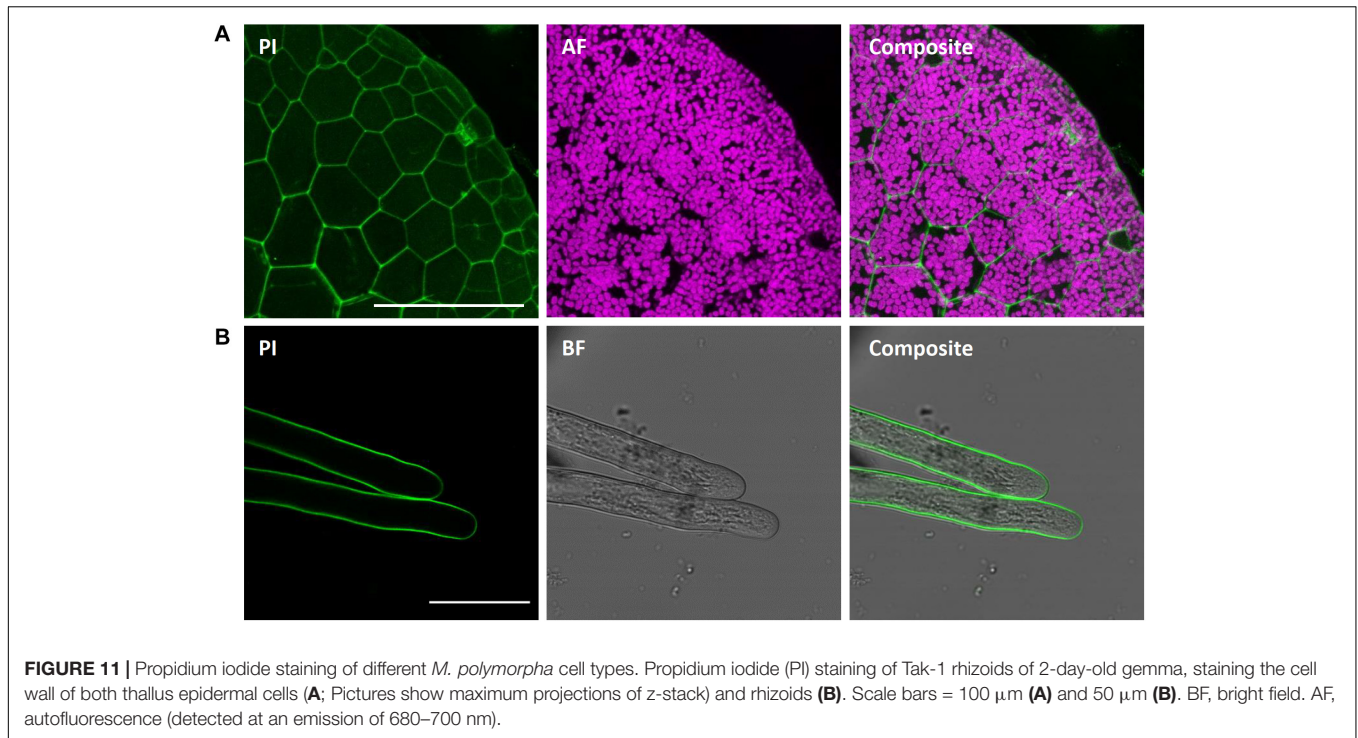 A
PI
AF
Composite
B
PI
BF
Composite
FIGURE 11 | Propidium iodide staining of different M. polymorpha cell types. Propidium iodide (PI) staining of Tak-1 rhizoids of 2-day-old gemma, staining the cell
wall of both thallus epidermal cells (A; Pictures show maximum projections of z-stack) and rhizoids (B). Scale bars = 100 μm (A) and 50 μm (B). BF, bright field. AF,
autofluorescence (detected at an emission of 680–700 nm).